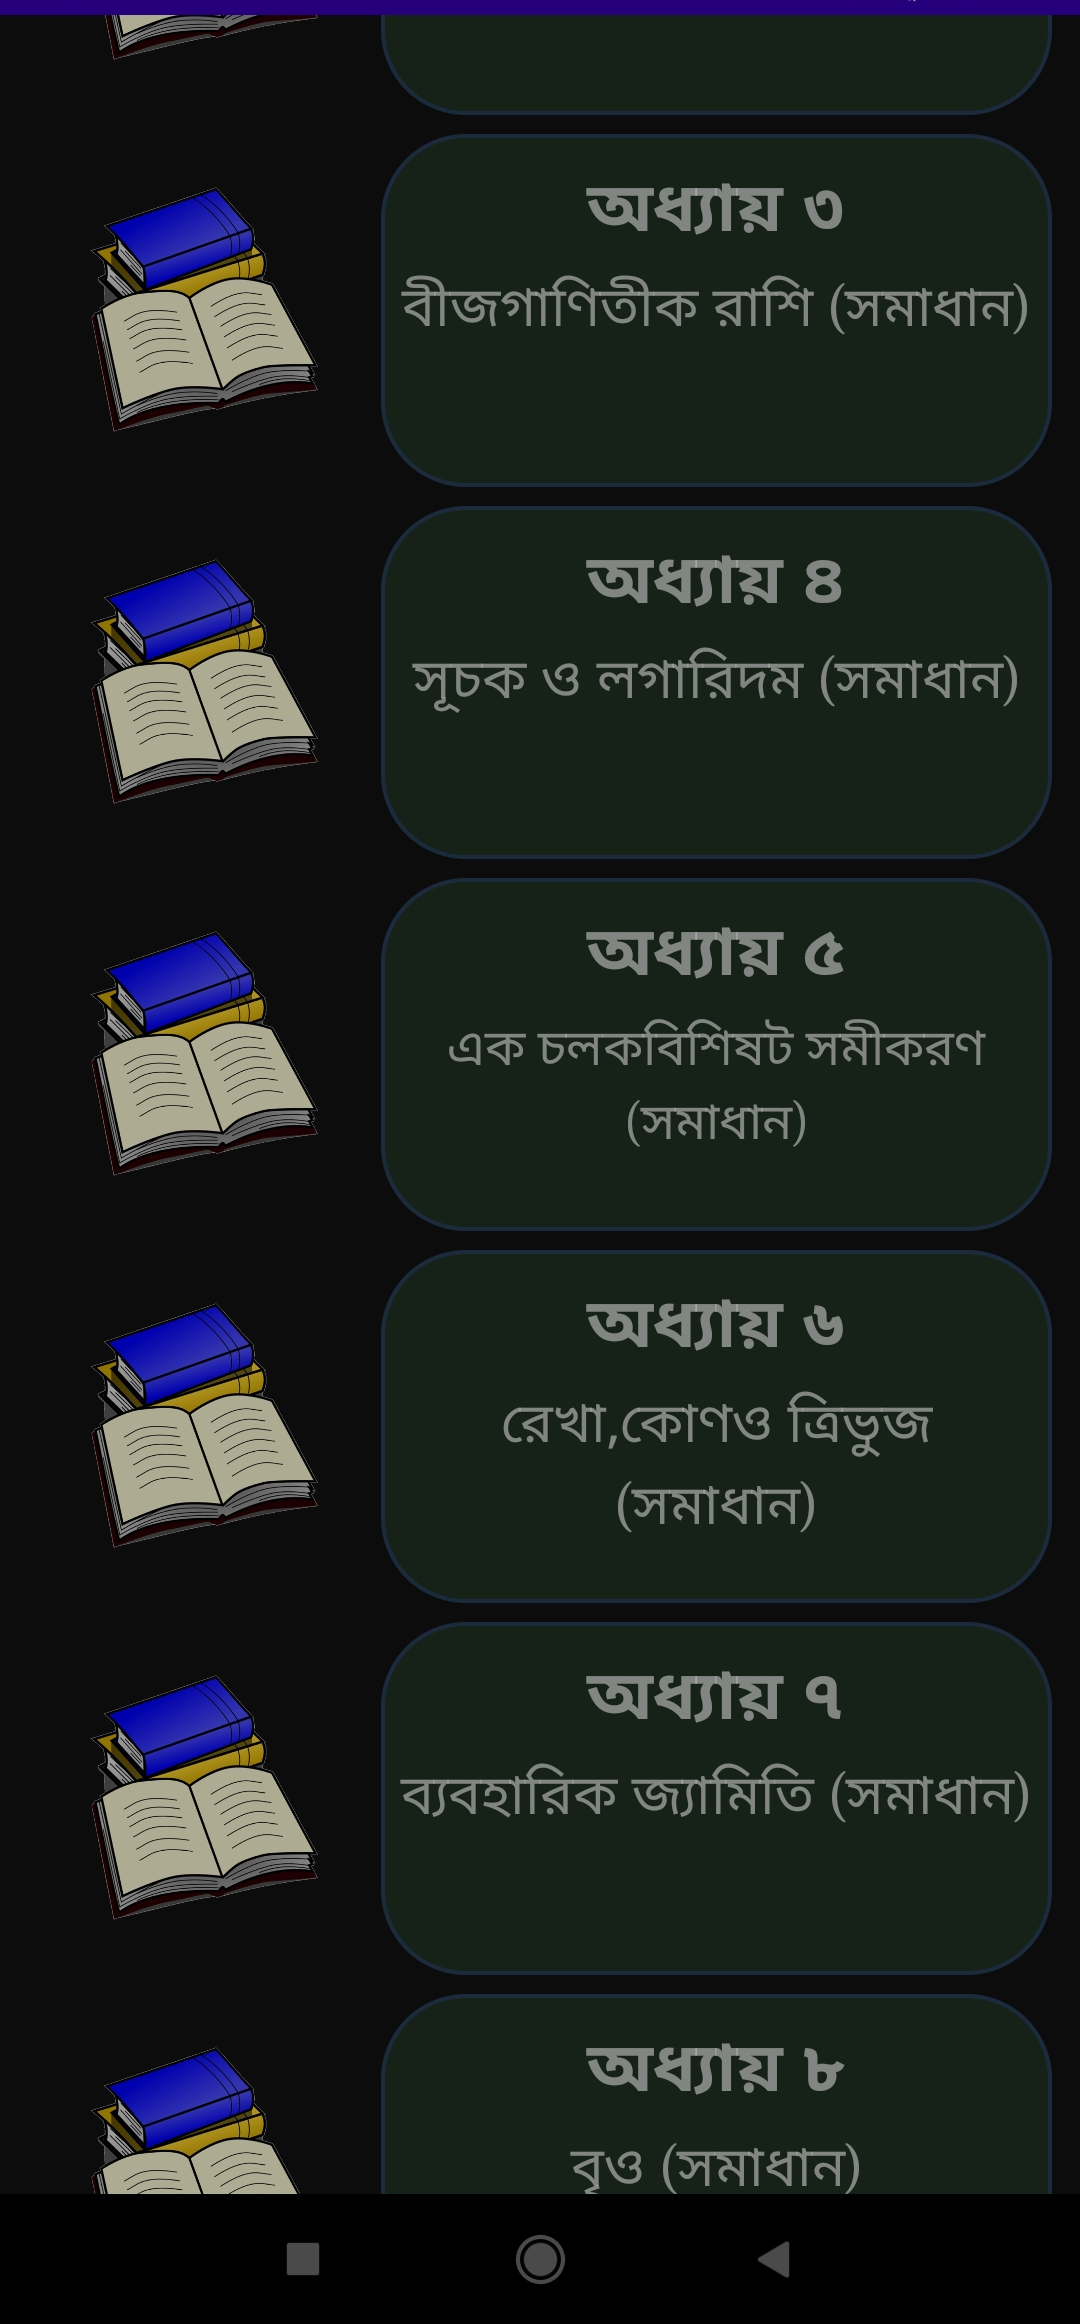 অধ্যায় ৩
বীজগাণিতীক রাশি (সমাধান)
অধ্যায় ৪
সূচক ও লগারিদম (সমাধান)
অধ্যায় ৫
এক চলকবিশিষট সমীকরণ
(সমাধান)
অধ্যায় ৬
রেখা,কোণও ত্রিভুজ
(সমাধান)
অধ্যায় ৭
ব্যবহারিক জ্যামিতি (সমাধান)
অধ্যায় ৮
বৃও (সমাধান)